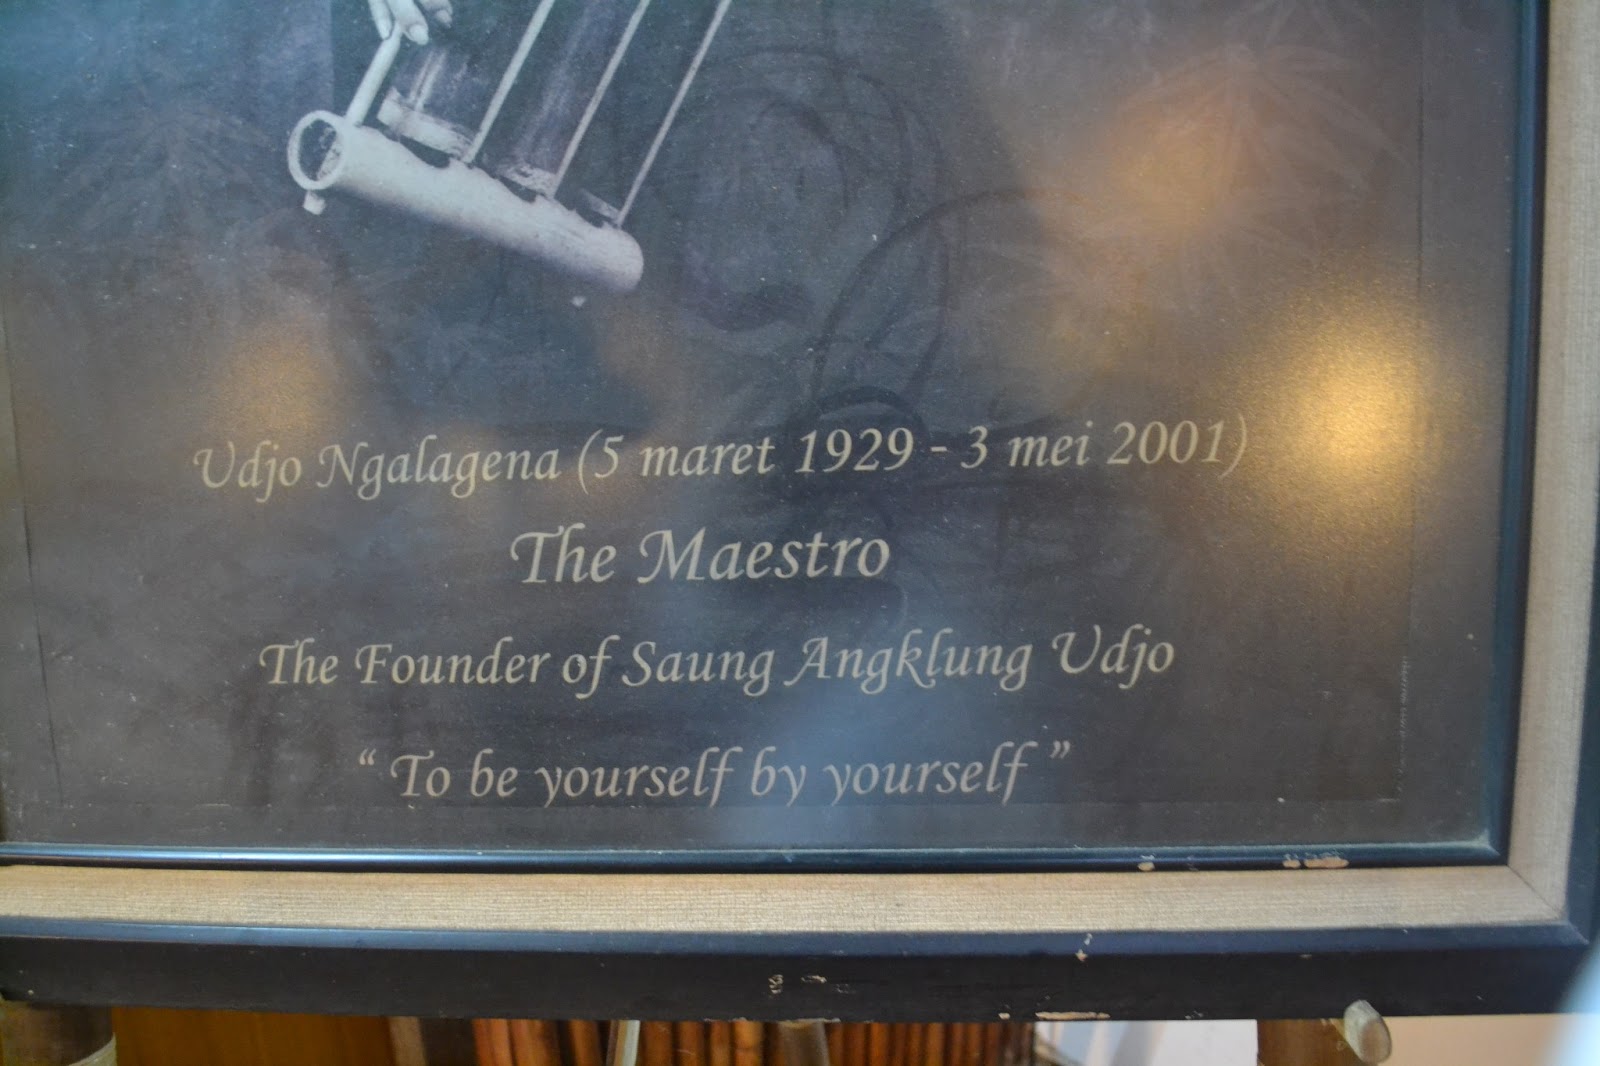 Udjo Ngalagena (5 maret 1929 - 3 mei 2001)
The Maestro
The Founder of Saung Angklung Udjo
“ To be yourself by yourself ”